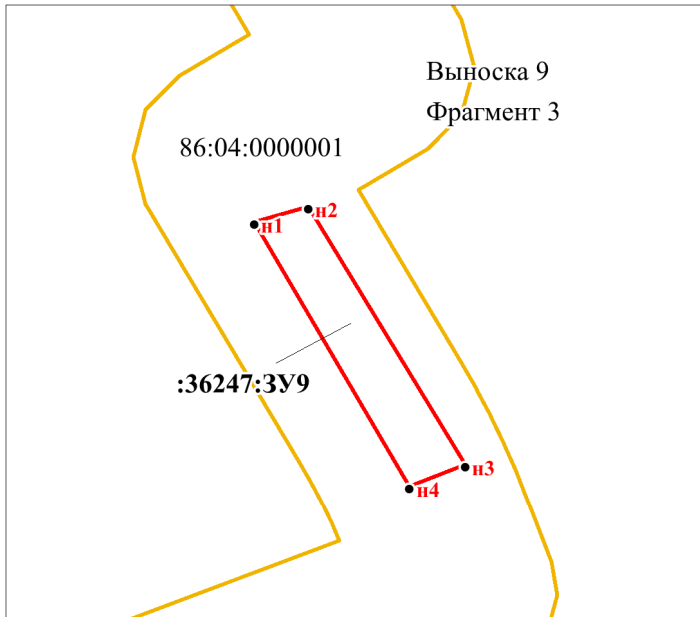 Выноска 9
Фрагмент 3
86:04:0000001
н2
н1
:36247:ЗУ9
н3
н4